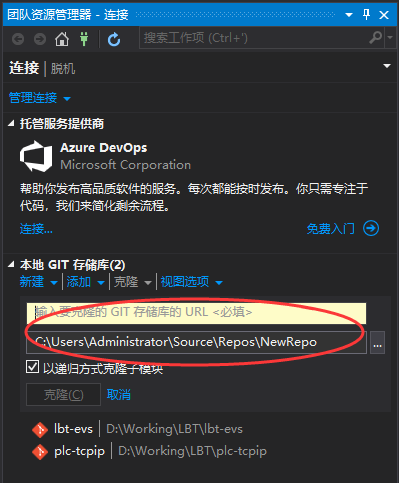 团队资源管理器 - 连接
搜索工作项 (Ctrl+')
连接 | 脱机
管理连接
托管服务提供商
Azure DevOps
Microsoft Corporation
帮助你发布高品质软件的服务。每次都能按时发布。你只需专注于
代码，我们来简化剩余流程。
连接... 免费入门
本地 GIT 存储库(2)
新建 | 添加 | 克隆 | 视图选项
输入要克隆的 GIT 存储库的 URL <必填>
C:\Users\Administrator\Source\Repos\NewRepo ...
以递归方式克隆子模块
克隆(C) 取消
lbt-evs | D:\Working\LBT\lbt-evs
plc-tcpip | D:\Working\LBT\plc-tcpip